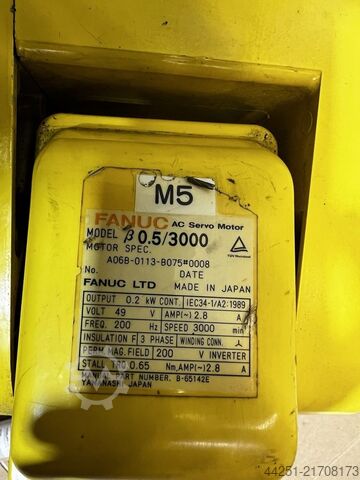 M5
FANUC AC Servo Motor
MODEL β 0.5/3000
MOTOR SPEC.
A06B-0113-B075#0008
No. DATE
FANUC LTD MADE IN JAPAN
OUTPUT 0.2 kW CONT. IEC34-1/A2:1989
VOLT 49 V AMP(~) 2.8 A
FREQ. 200 Hz SPEED 3000 min
INSULATION F 3 PHASE WINDING CONN.
PERM.MAG.FIELD 200 V INVERTER
STALL TRQ 0.65 Nm,AMP(~) 2.8 A
MANUAL PART NUMBER. B-65142E
YAMANASHI JAPAN
44251-21708173